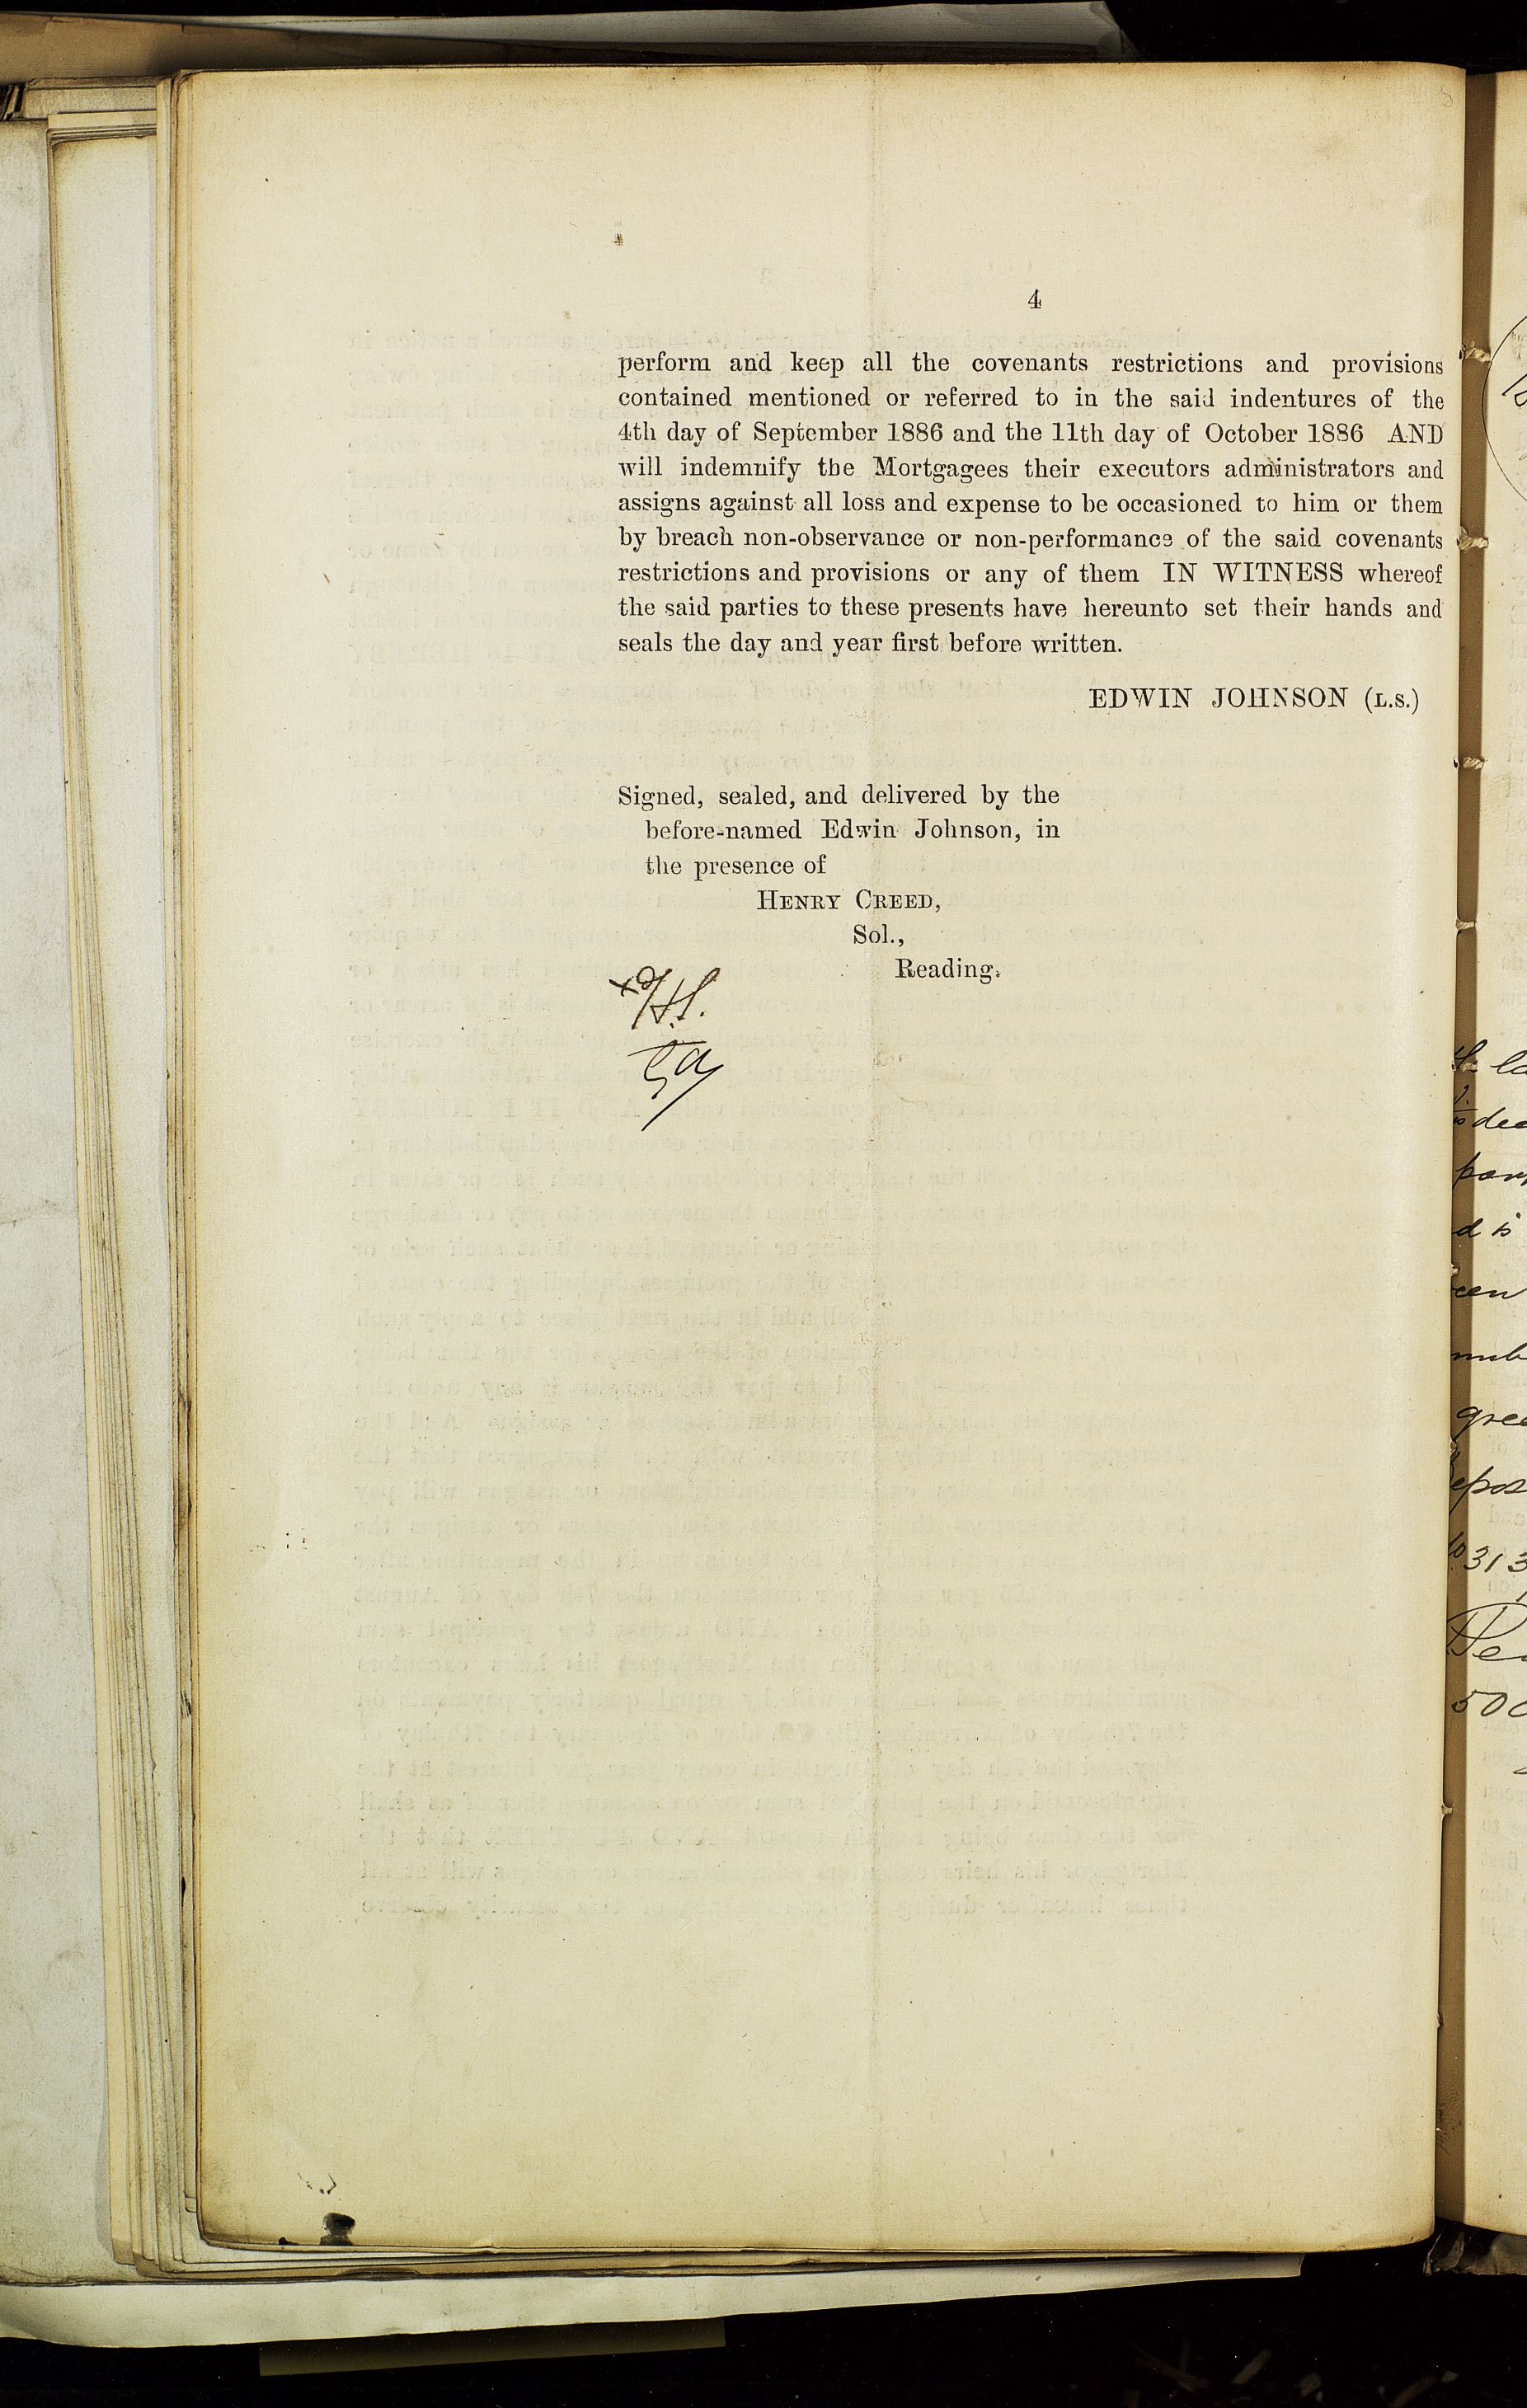 4
perform and keep all the covenants restrictions and provisions
contained mentioned or referred to in the said indentures of the
4th day of September 1886 and the 11th day of October 1886 AND
will indemnify the Mortgagees their executors administrators and
assigns against all loss and expense to be occasioned to him or them
by breach non-observance or non-performance of the said covenants
restrictions and provisions or any of them IN WITNESS whereof
the said parties to these presents have hereunto set their hands and
seals the day and year first before written.
EDWIN JOHNSON (L.S.)
Signed, sealed, and delivered by the
before-named Edwin Johnson, in
the presence of
HENRY CREED,
Sol.,
Reading.